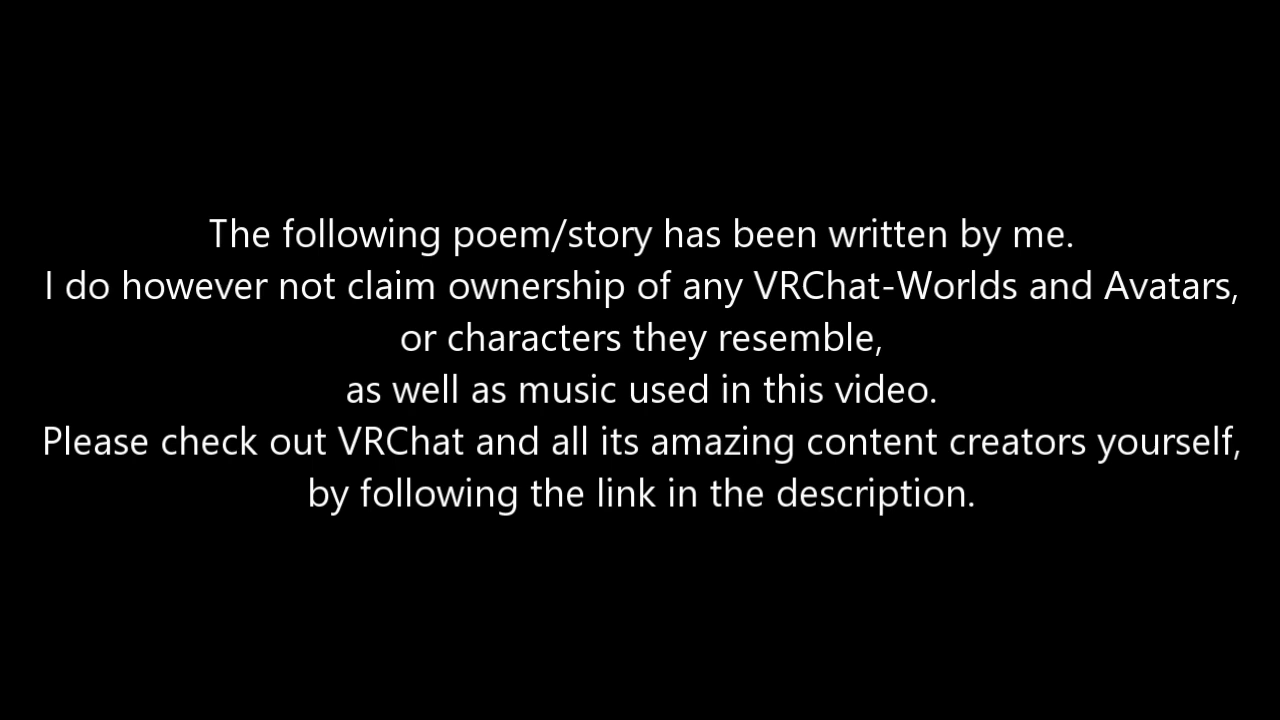 The following poem/story has been written by me.
I do however not claim ownership of any VRChat-Worlds and Avatars,
or characters they resemble,
as well as music used in this video.
Please check out VRChat and all its amazing content creators yourself,
by following the link in the description.